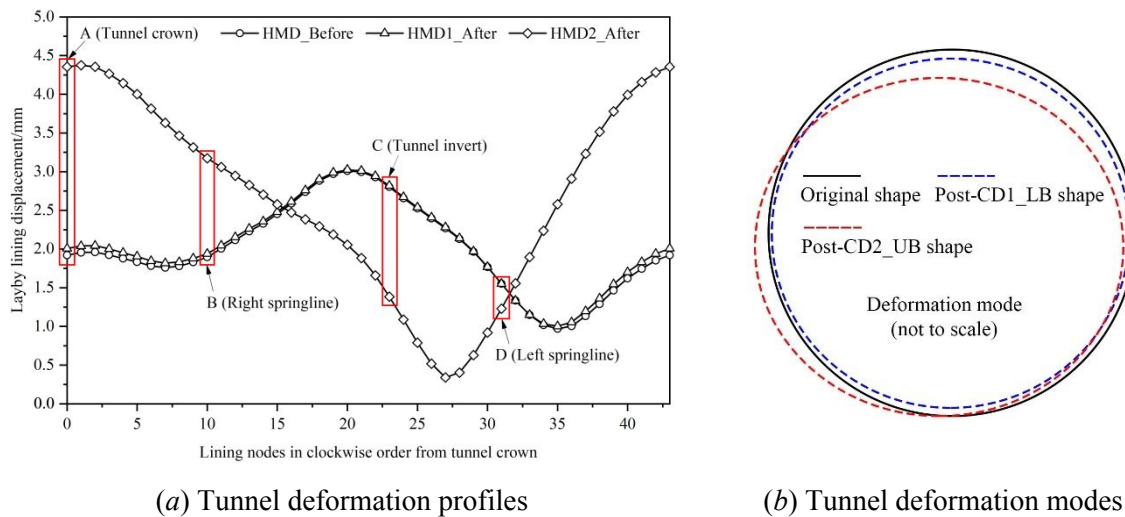 5.0
4.5
4.0
3.5
3.0
2.5
2.0
1.5
1.0
0.5
0.0
Layby lining displacement/mm
A (Tunnel crown)
HMD_Before HMD1_After HMD2_After
C (Tunnel invert)
B (Right springline)
D (Left springline)
0 5 10 15 20 25 30 35 40
Lining nodes in clockwise order from tunnel crown
(a) Tunnel deformation profiles
Original shape Post-CD1_LB shape
Post-CD2_UB shape
Deformation mode
(not to scale)
(b) Tunnel deformation modes